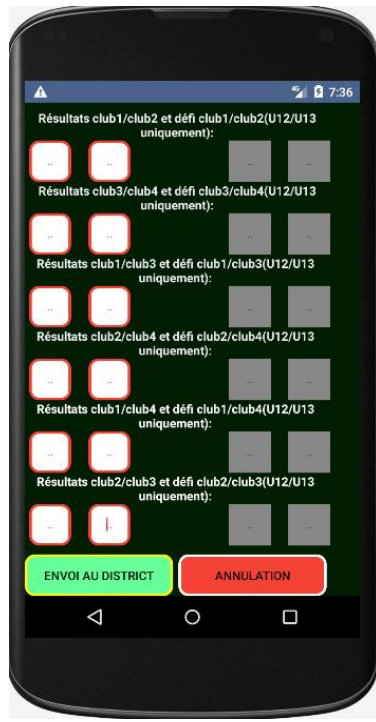 4G 7:36
Résultats club1/club2 et défi club1/club2(U12/U13
uniquement):
.. .. .. ..
Résultats club3/club4 et défi club3/club4(U12/U13
uniquement):
.. .. .. ..
Résultats club1/club3 et défi club1/club3(U12/U13
uniquement):
.. .. .. ..
Résultats club2/club4 et défi club2/club4(U12/U13
uniquement):
.. .. .. ..
Résultats club1/club4 et défi club1/club4(U12/U13
uniquement):
.. .. .. ..
Résultats club2/club3 et défi club2/club3(U12/U13
uniquement):
.. .. .. ..
ENVOI AU DISTRICT ANNULATION